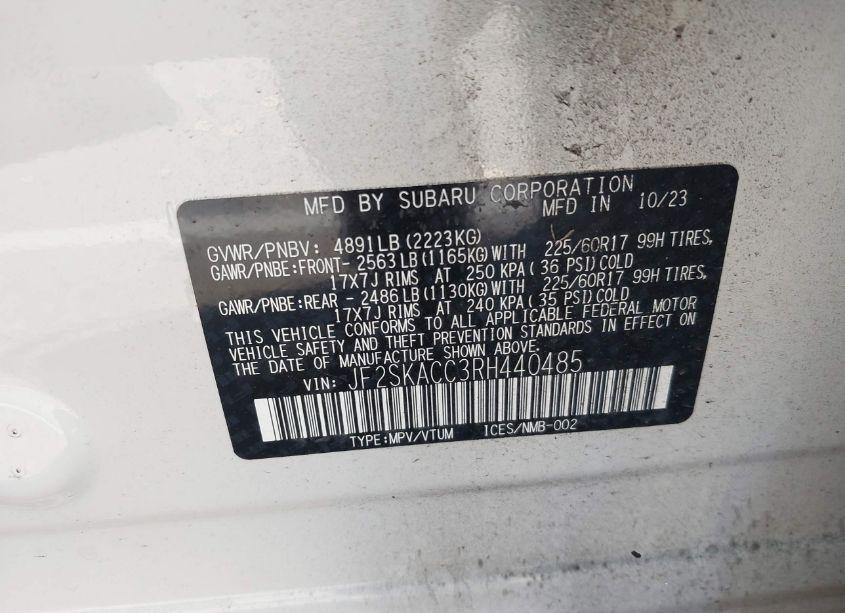 MFD BY SUBARU CORPORATION
MFD IN 10/23
GVWR/PNBV: 4891LB(2223KG)
GAWR/PNBE:FRONT- 2563LB(1165KG)WITH 225/60R17 99H TIRES,
17X7J RIMS AT 250 KPA(36 PSI)COLD
GAWR/PNBE:REAR - 2486LB(1130KG)WITH 225/60R17 99H TIRES,
17X7J RIMS AT 240 KPA(35 PSI)COLD
THIS VEHICLE CONFORMS TO ALL APPLICABLE FEDERAL MOTOR
VEHICLE SAFETY AND THEFT PREVENTION STANDARDS IN EFFECT ON
THE DATE OF MANUFACTURE SHOWN ABOVE.
VIN: JF2SKACC3RH440485
TYPE:MPV/VTUM ICES/NMB-002